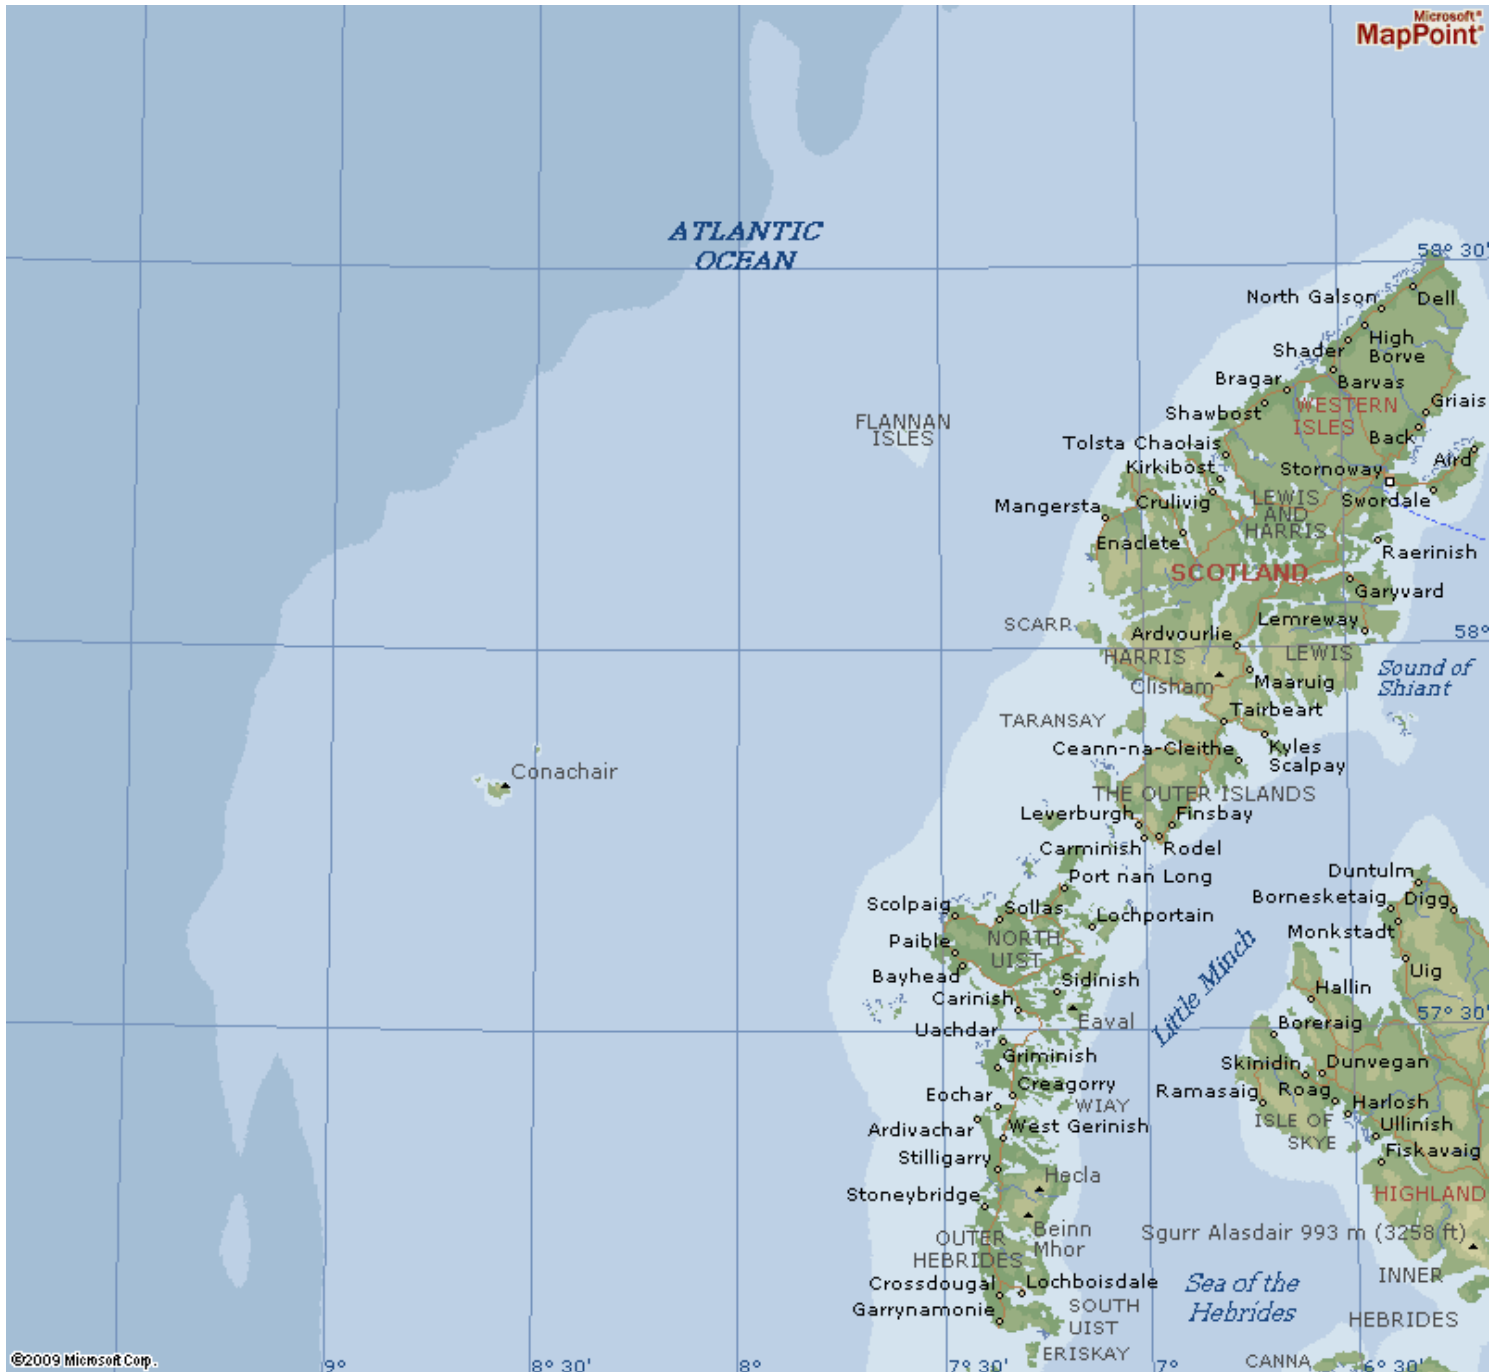 Microsoft®
MapPoint®
ATLANTIC
OCEAN
58° 30'
North Galson
Dell
High
Borve
Shader
Barvas
Bragar
WESTERN
ISLES
Griais
Shawbost
FLANNAN
ISLES
Back
Tolsta Chaolais
Aird
Kirkibost
Stornoway
Crulivig
LEWIS
AND
HARRIS
Swordale
Mangersta
Enaclete
Raerinish
SCOTLAND
Garyvard
SCARP
Lemreway
58°
Ardvourlie
HARRIS
LEWIS
Sound of
Shiant
Clisham
Maaruig
TARANSAY
Tairbeart
Ceann-na-Cleithe
Kyles
Scalpay
Conachair
THE OUTER ISLANDS
Leverburgh
Finsbay
Carminish
Rodel
Port nan Long
Duntulm
Scolpaig
Sollas
Lochportain
Bornesketaig
Digg
Paible
NORTH
UIST
Monkstadt
Bayhead
Sidinish
Little Minch
Uig
Carinish
Hallin
Eaval
57° 30'
Uachdar
Boreraig
Griminish
Skinidin
Dunvegan
Creagorry
Eochar
WIAY
Ramasaig
Roag
Harlosh
Ardivachar
West Gerinish
ISLE OF
SKYE
Ullinish
Stilligarry
Fiskavaig
Hecla
Stoneybridge
HIGHLAND
Beinn
Mhor
Sgurr Alasdair 993 m (3258 ft)
OUTER
HEBRIDES
INNER
Crossdougal
Lochboisdale
Sea of the
Hebrides
Garrynamonie
SOUTH
UIST
HEBRIDES
ERISKAY
CANNA
©2009 Microsoft Corp.
9°
8° 30'
8°
7° 30'
7°
6° 30'